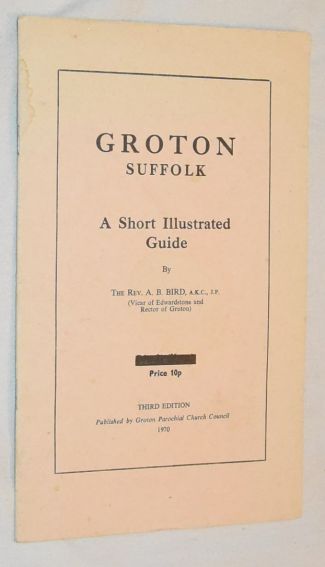 GROTON
SUFFOLK
A Short Illustrated
Guide
By
THE REV. A. B. BIRD, A.K.C., J.P.
(Vicar of Edwardstone and
Rector of Groton)
Price 10p
THIRD EDITION
Published by Groton Parochial Church Council
1970